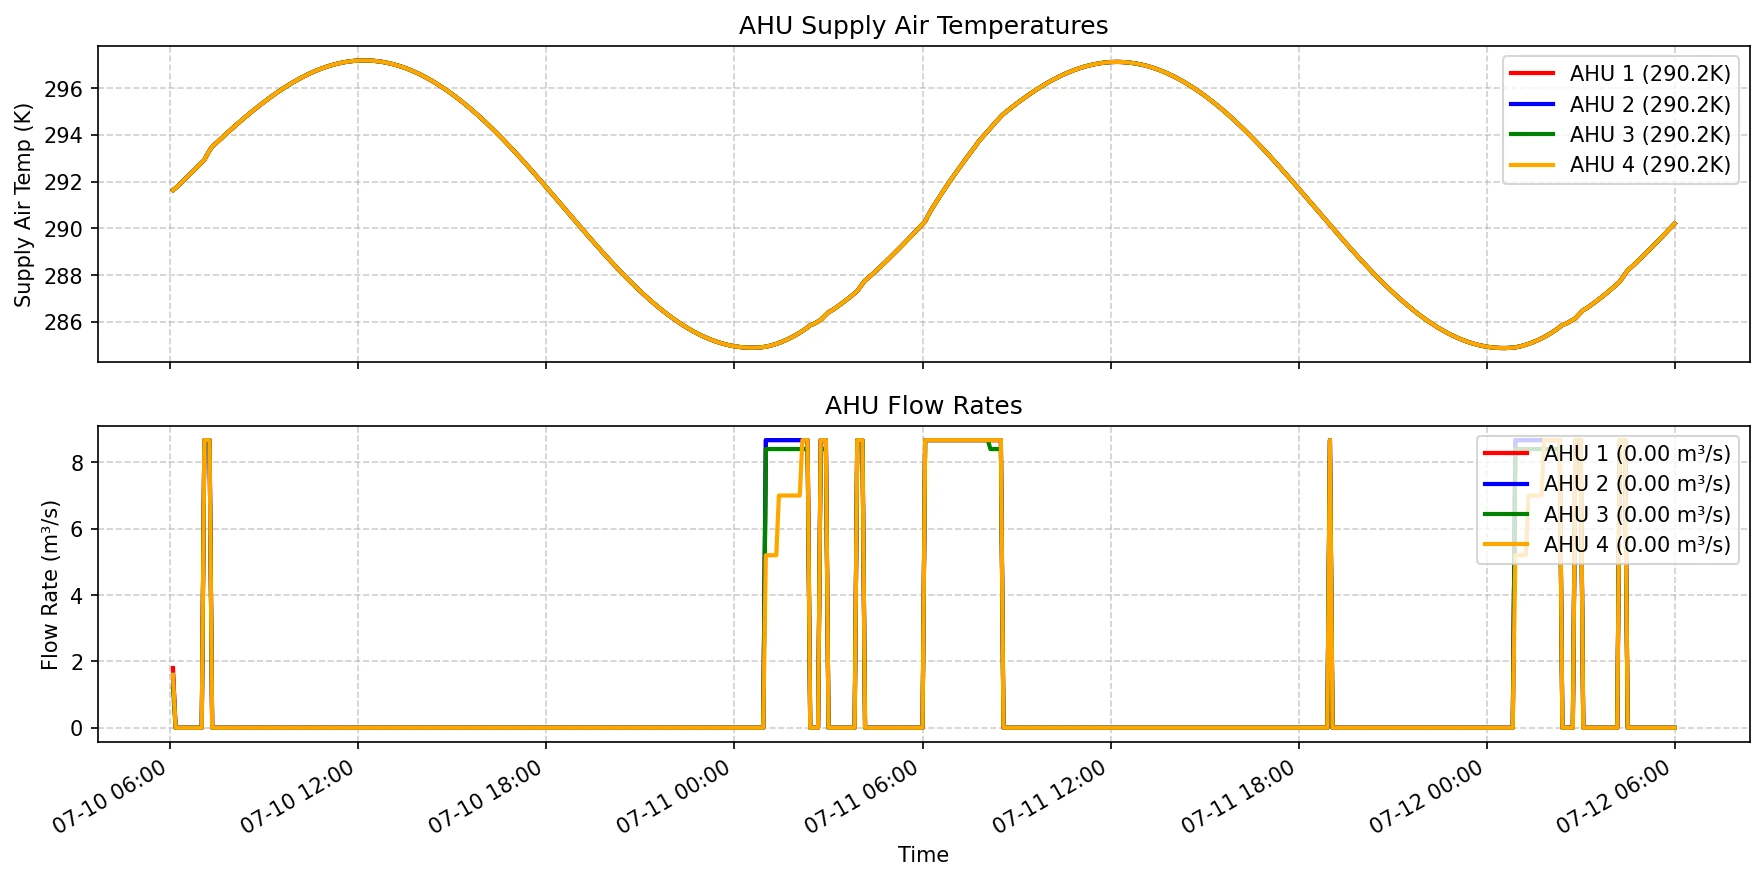 AHU Supply Air Temperatures
Supply Air Temp (K)
296
294
292
290
288
286
AHU 1 (290.2K)
AHU 2 (290.2K)
AHU 3 (290.2K)
AHU 4 (290.2K)
AHU Flow Rates
Flow Rate (m³/s)
8
6
4
2
0
AHU 1 (0.00 m³/s)
AHU 2 (0.00 m³/s)
AHU 3 (0.00 m³/s)
AHU 4 (0.00 m³/s)
07-10 06:00
07-10 12:00
07-10 18:00
07-11 00:00
07-11 06:00
07-11 12:00
07-11 18:00
07-12 00:00
07-12 06:00
Time